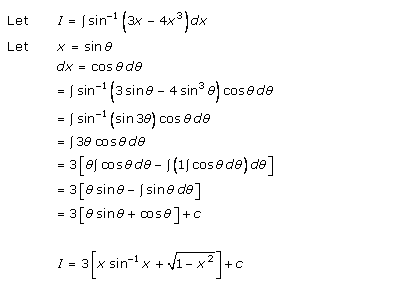 Let I = ∫ sin⁻¹ (3x − 4x³) dx
Let x = sin θ
dx = cos θ dθ
= ∫ sin⁻¹ (3 sin θ − 4 sin³ θ) cos θ dθ
= ∫ sin⁻¹ (sin 3θ) cos θ dθ
= ∫ 3θ cos θ dθ
= 3 [θ ∫ cos θ dθ − ∫ (1 ∫ cos θ dθ) dθ]
= 3 [θ sin θ − ∫ sin θ dθ]
= 3 [θ sin θ + cos θ] + c
I = 3 [x sin⁻¹ x + √(1 − x²)] + c